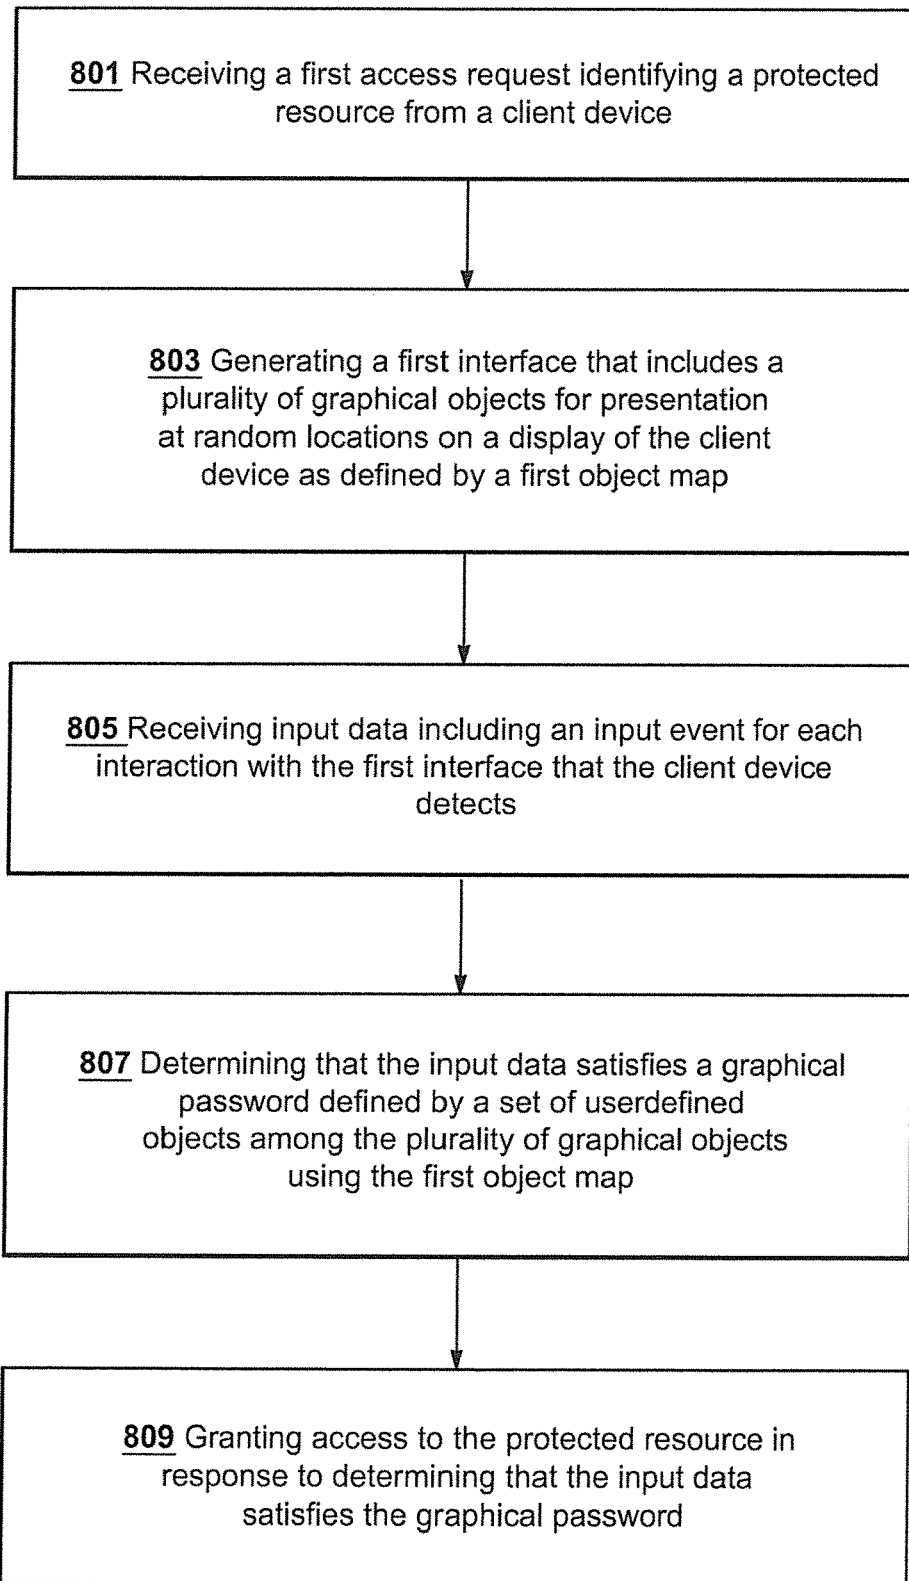 801 Receiving a first access request identifying a protected
resource from a client device
803 Generating a first interface that includes a
plurality of graphical objects for presentation
at random locations on a display of the client
device as defined by a first object map
805 Receiving input data including an input event for each
interaction with the first interface that the client device
detects
807 Determining that the input data satisfies a graphical
password defined by a set of userdefined
objects among the plurality of graphical objects
using the first object map
809 Granting access to the protected resource in
response to determining that the input data
satisfies the graphical password